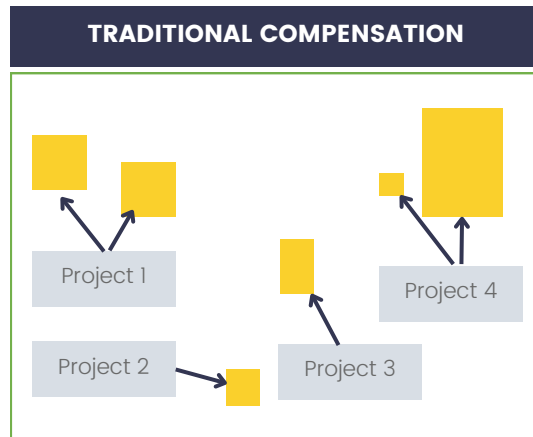 TRADITIONAL COMPENSATION
Project 1
Project 2
Project 3
Project 4